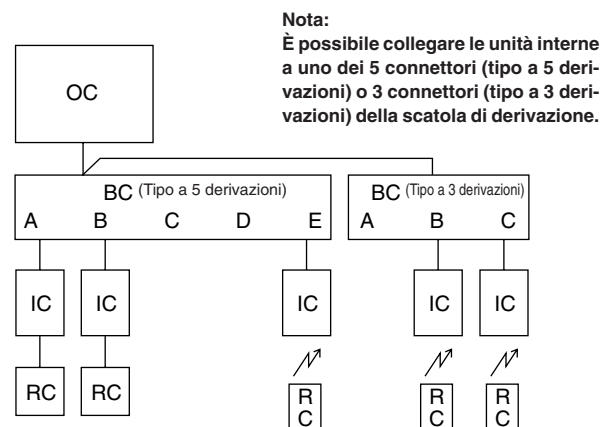 Nota:
È possibile collegare le unità interne
a uno dei 5 connettori (tipo a 5 deri-
vazioni) o 3 connettori (tipo a 3 deri-
vazioni) della scatola di derivazione.
OC
BC (Tipo a 5 derivazioni)
A B C D E
BC (Tipo a 3 derivazioni)
A B C
IC IC IC IC IC
RC RC
R R R
C C C